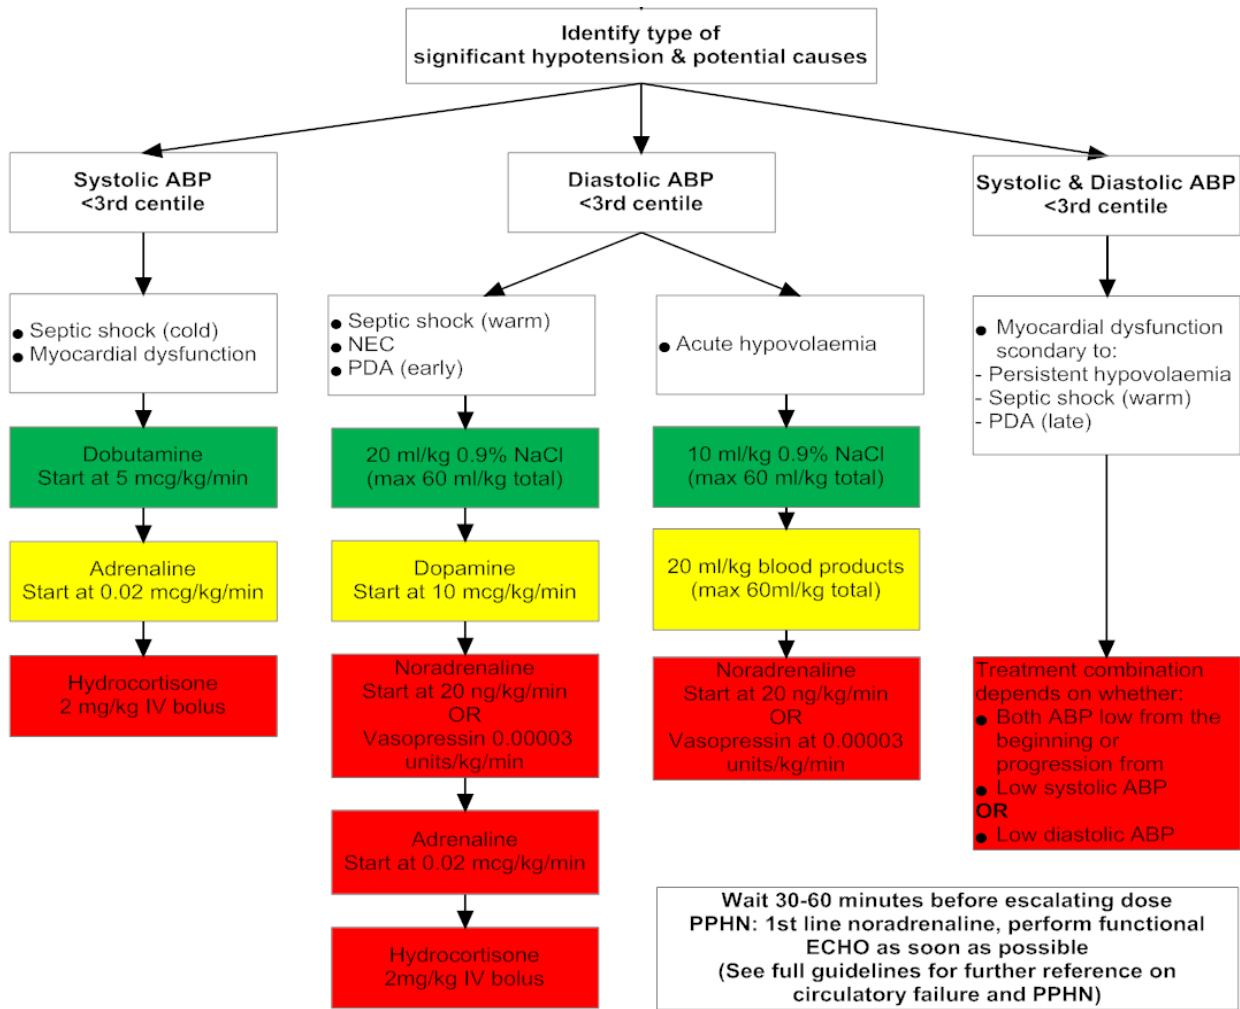 Identify type of
significant hypotension & potential causes
Systolic ABP
<3rd centile
Diastolic ABP
<3rd centile
Systolic & Diastolic ABP
<3rd centile
● Septic shock (cold)
● Myocardial dysfunction
● Septic shock (warm)
● NEC
● PDA (early)
● Acute hypovolaemia
● Myocardial dysfunction
scondary to:
- Persistent hypovolaemia
- Septic shock (warm)
- PDA (late)
Dobutamine
Start at 5 mcg/kg/min
20 ml/kg 0.9% NaCl
(max 60 ml/kg total)
10 ml/kg 0.9% NaCl
(max 60 ml/kg total)
Adrenaline
Start at 0.02 mcg/kg/min
Dopamine
Start at 10 mcg/kg/min
20 ml/kg blood products
(max 60ml/kg total)
Hydrocortisone
2 mg/kg IV bolus
Noradrenaline
Start at 20 ng/kg/min
OR
Vasopressin 0.00003
units/kg/min
Noradrenaline
Start at 20 ng/kg/min
OR
Vasopressin at 0.00003
units/kg/min
Treatment combination
depends on whether:
● Both ABP low from the
beginning or
progression from
● Low systolic ABP
OR
● Low diastolic ABP
Adrenaline
Start at 0.02 mcg/kg/min
Hydrocortisone
2mg/kg IV bolus
Wait 30-60 minutes before escalating dose
PPHN: 1st line noradrenaline, perform functional
ECHO as soon as possible
(See full guidelines for further reference on
circulatory failure and PPHN)